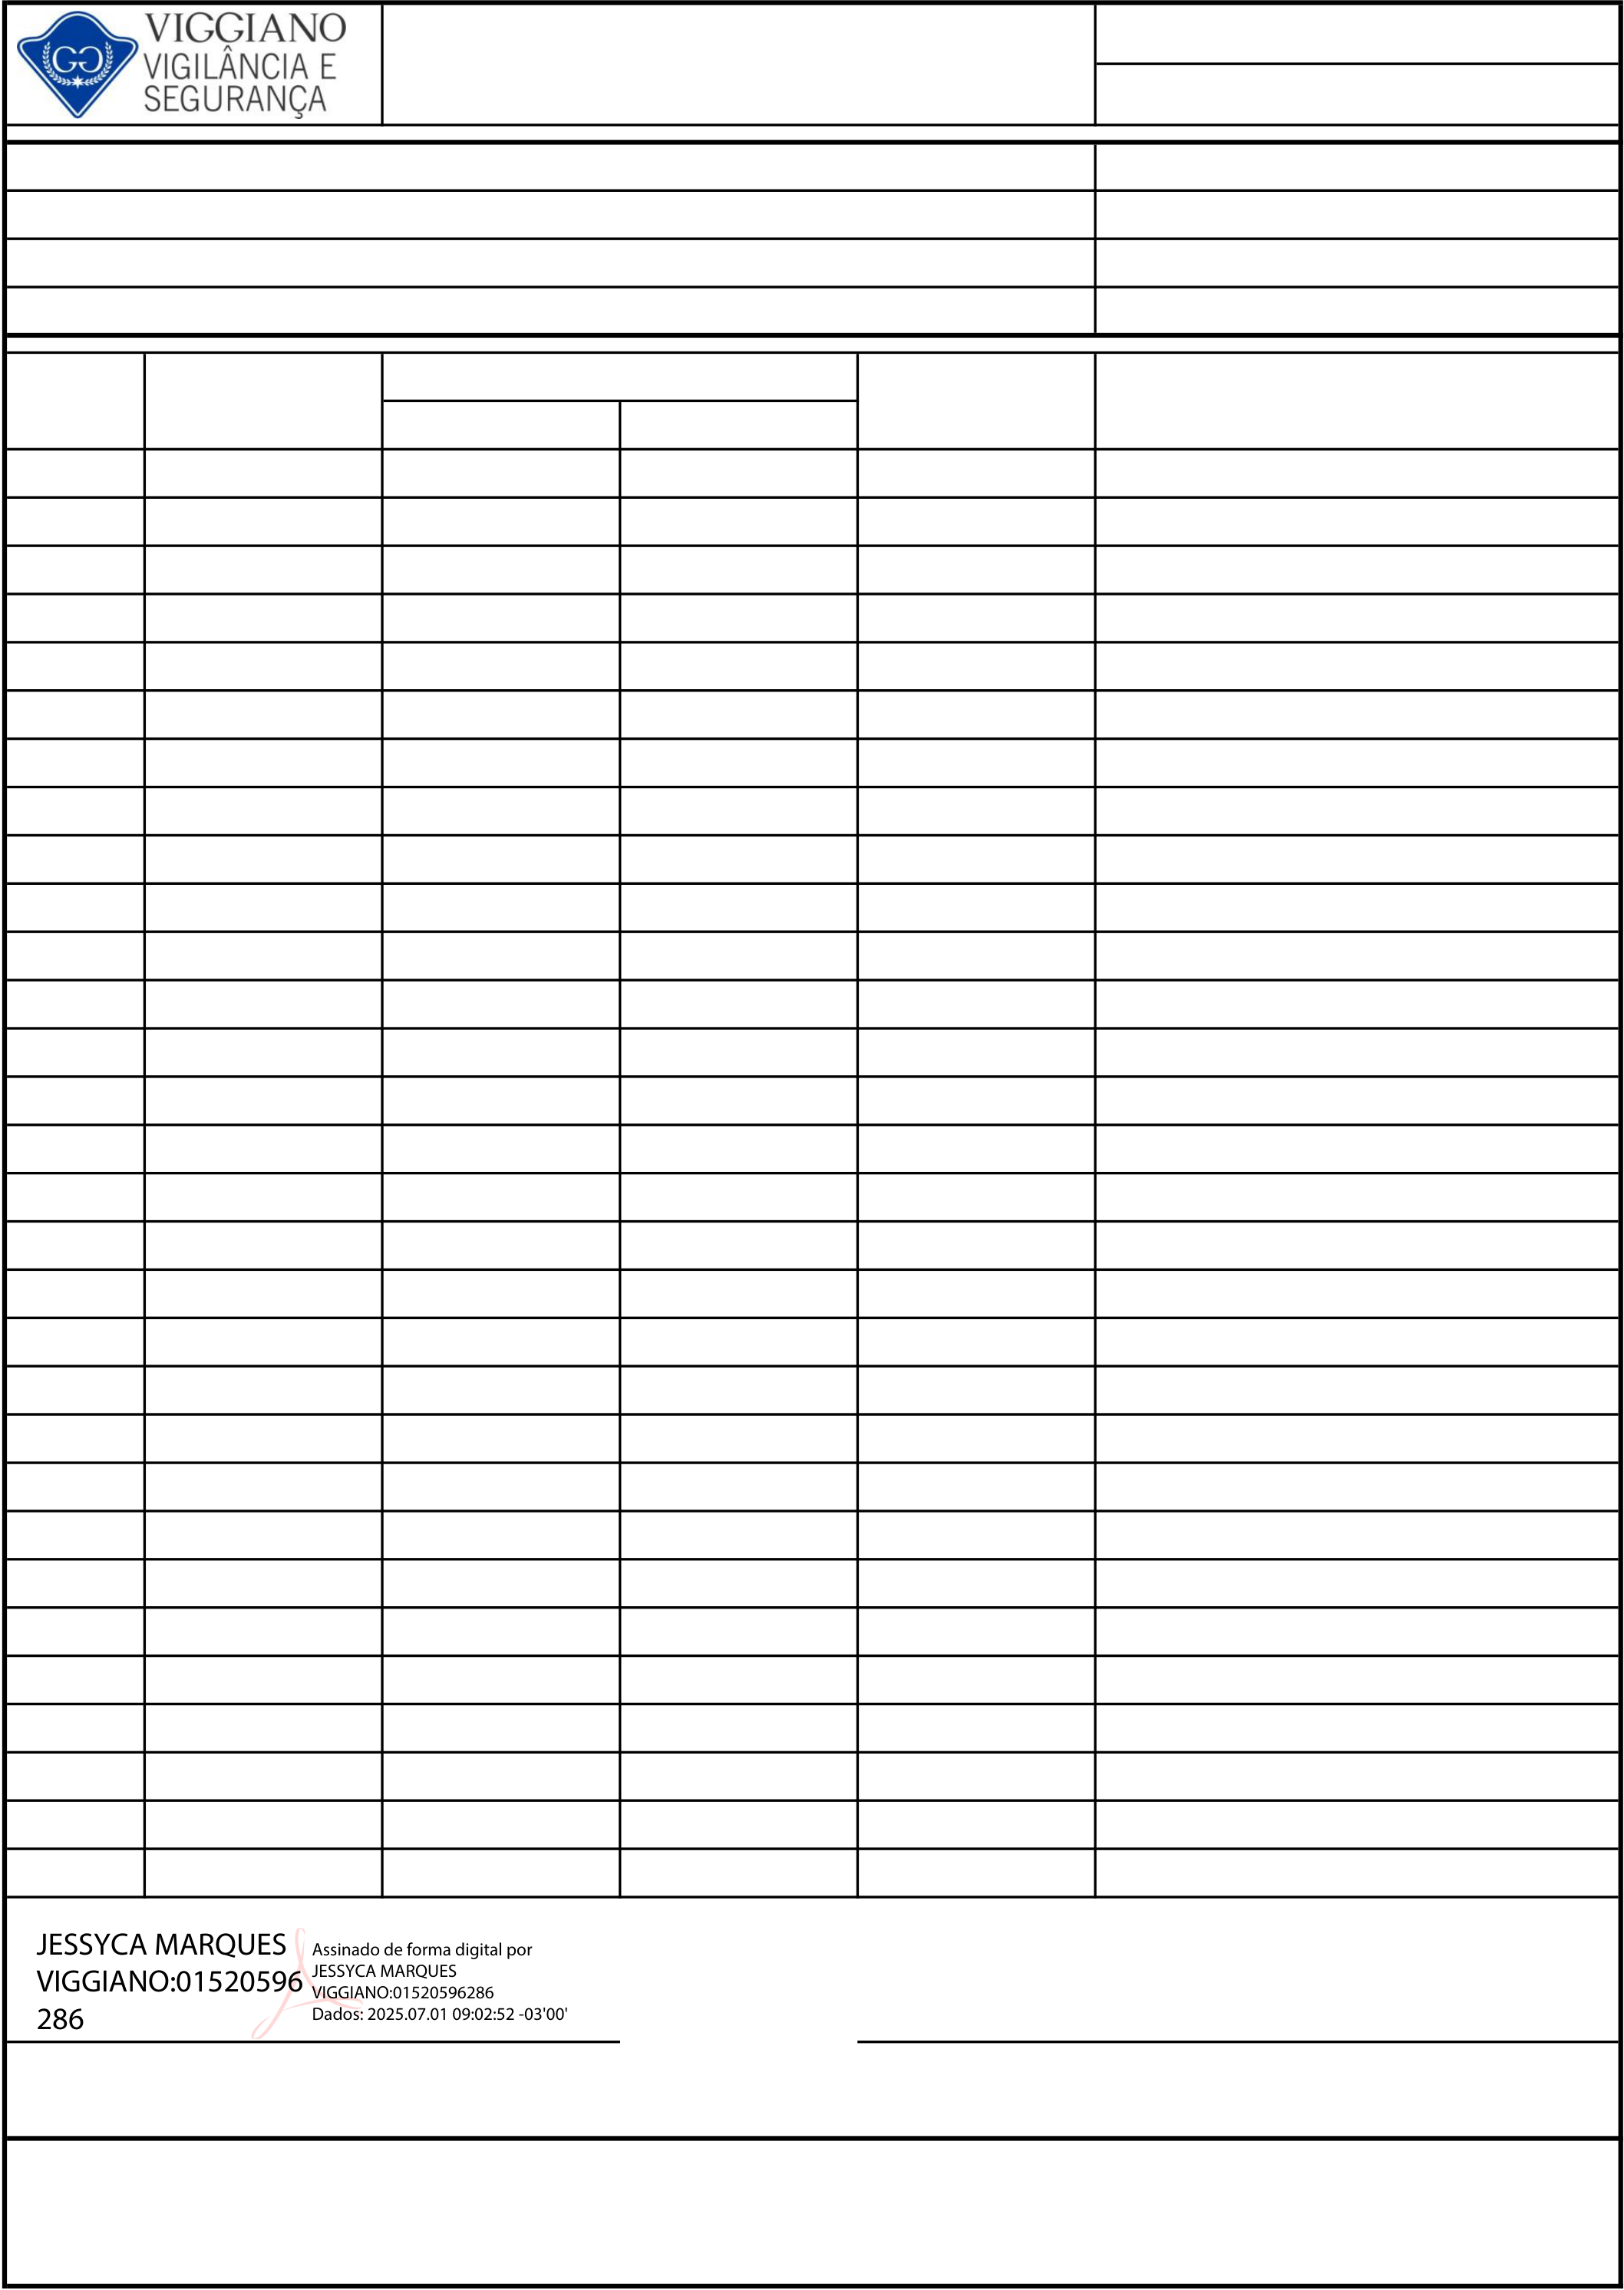 VIGGIANO
VIGILÂNCIA E
SEGURANÇA
JESSYCA MARQUES
VIGGIANO:01520596
286
Assinado de forma digital por
JESSYCA MARQUES
VIGGIANO:01520596286
Dados: 2025.07.01 09:02:52 -03'00'